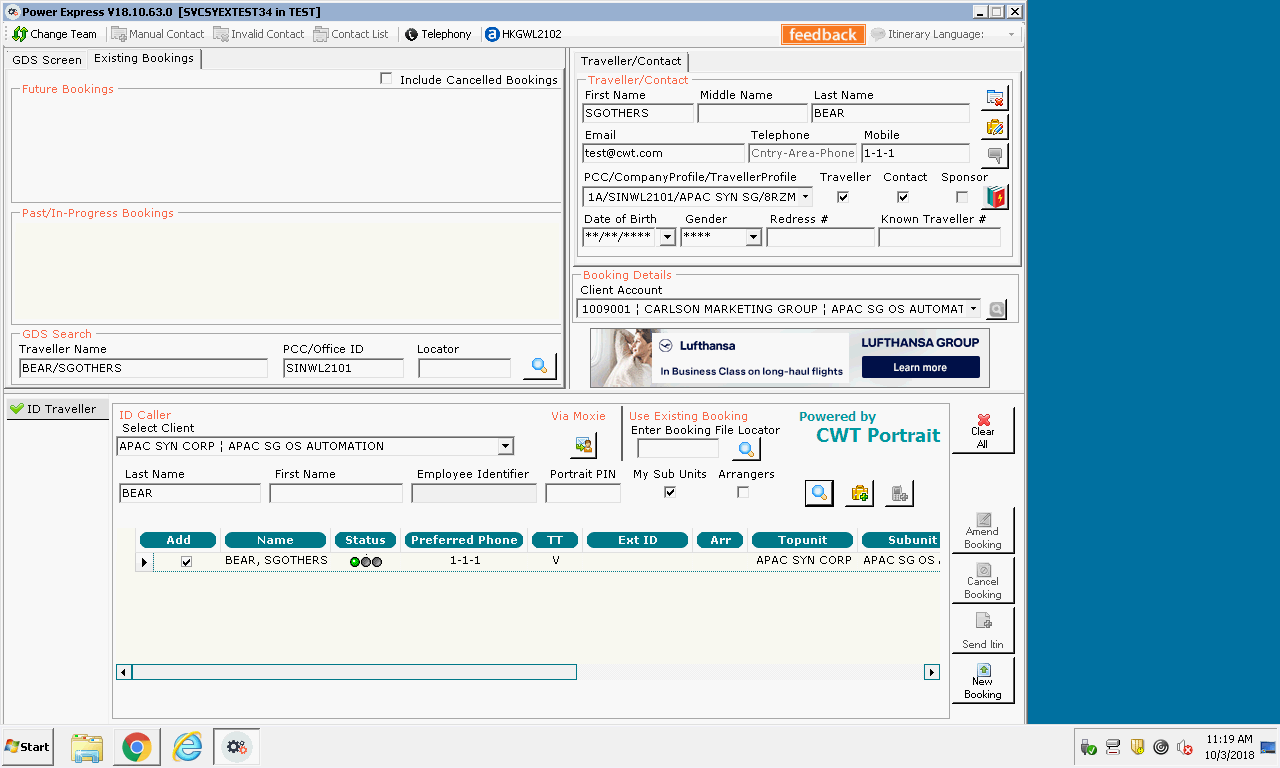 Power Express V18.10.63.0 [SVCSYEXTEST34 in TEST]
Change Team
Match Contact
Invalid Contact
Contact List
Telephony
HKGWL2102
feedback
Itinerary Language:
GDS Screen
Existing Bookings
Include Cancelled Bookings
Future Bookings
Past/In-Progress Bookings
GDS Search
Traveller Name
PCC/Office ID
Locator
BEAR/SGOTHERS
SINWL2101
Traveller/Contact
Traveller/Contact
First Name
Middle Name
Last Name
SGOTHERS
BEAR
Email
Telephone
Mobile
test@cwt.com
Cntry-Area-Phone
1-1-1
PCC/CompanyProfile/TravellerProfile
Traveller
Contact
Sponsor
1A/SINWL2101/APAC SYN SG/8RZM
Date of Birth
Gender
Redress #
Known Traveller #
**/**/****
****
Booking Details
Client Account
1009001 ¦ CARLSON MARKETING GROUP ¦ APAC SG OS AUTOMAT
Lufthansa
In Business Class on long-haul flights
LUFTHANSA GROUP
Learn more
ID Traveller
ID Caller
Via Moxie
Select Client
APAC SYN CORP ¦ APAC SG OS AUTOMATION
Use Existing Booking
Enter Booking File Locator
Powered by
CWT Portrait
Last Name
First Name
Employee Identifier
Portrait PIN
My Sub Units
Arrangers
BEAR
Add
Name
Status
Preferred Phone
TT
Ext ID
Arr
Topunit
Subunit
BEAR, SGOTHERS
1-1-1
V
APAC SYN CORP
APAC SG OS
Clear
All
Amend
Booking
Cancel
Booking
Send Itin
New
Booking
Start
11:19 AM
10/3/2018